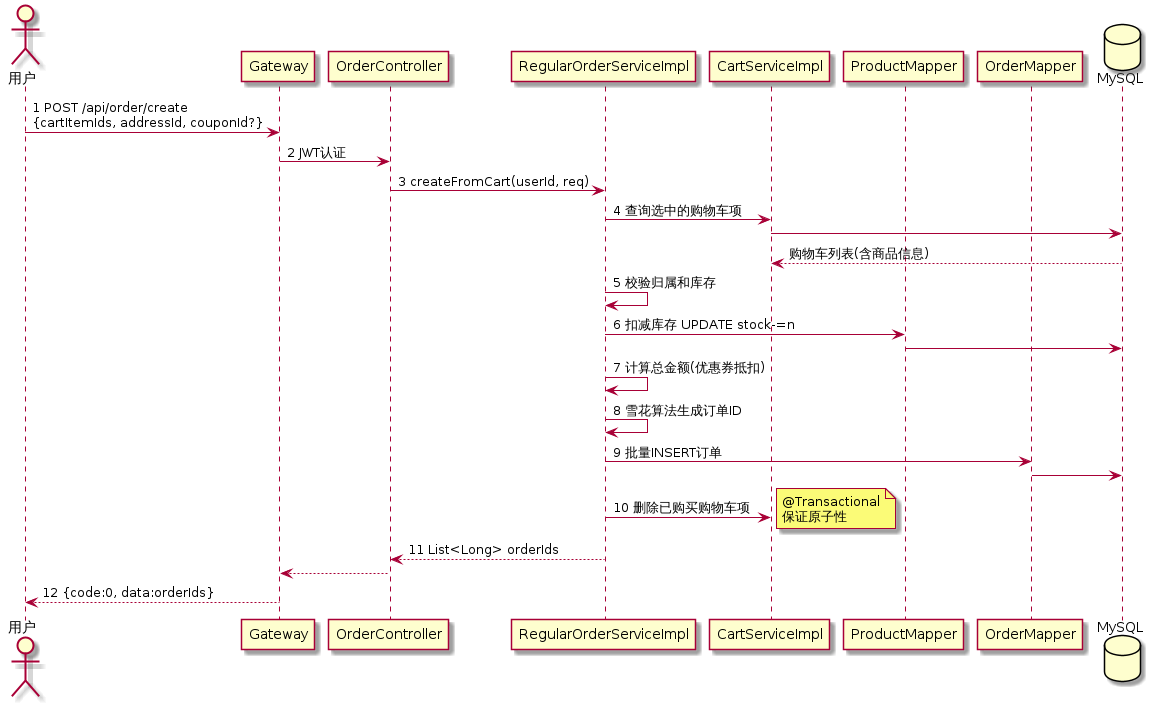 用户
Gateway
OrderController
RegularOrderServiceImpl
CartServiceImpl
ProductMapper
OrderMapper
MySQL
1 POST /api/order/create
{cartItemIds, addressId, couponId?}
2 JWT认证
3 createFromCart(userId, req)
4 查询选中的购物车项
购物车列表(含商品信息)
5 校验归属和库存
6 扣减库存 UPDATE stock-=n
7 计算总金额(优惠券抵扣)
8 雪花算法生成订单ID
9 批量INSERT订单
10 删除已购买购物车项
@Transactional
保证原子性
11 List<Long> orderIds
12 {code:0, data:orderIds}
用户
Gateway
OrderController
RegularOrderServiceImpl
CartServiceImpl
ProductMapper
OrderMapper
MySQL